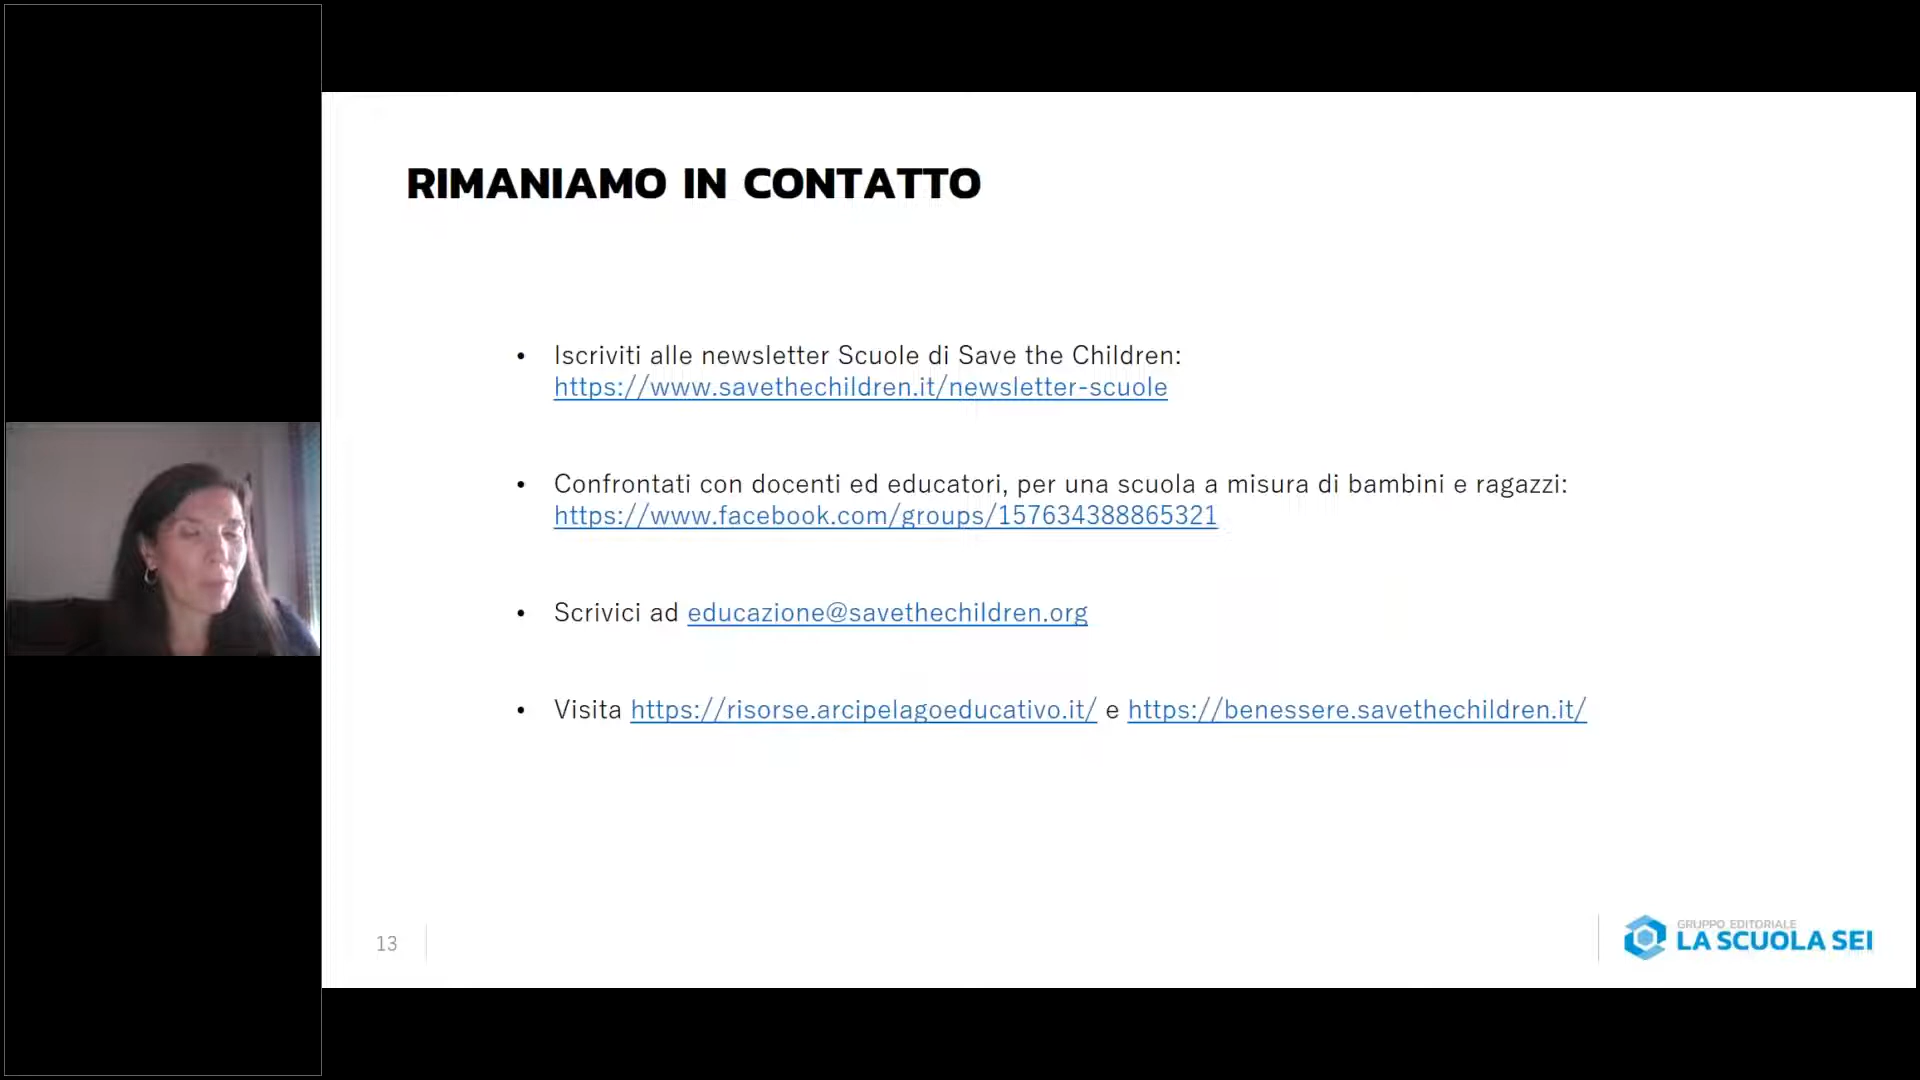 RIMANIAMO IN CONTATTO
• Iscriviti alle newsletter Scuole di Save the Children:
https://www.savethechildren.it/newsletter-scuole
• Confrontati con docenti ed educatori, per una scuola a misura di bambini e ragazzi:
https://www.facebook.com/groups/157634388865321
• Scrivici ad educazione@savethechildren.org
• Visita https://risorse.arcipelagoeducativo.it/ e https://benessere.savethechildren.it/
13
GRUPPO EDITORIALE
LA SCUOLA SEI